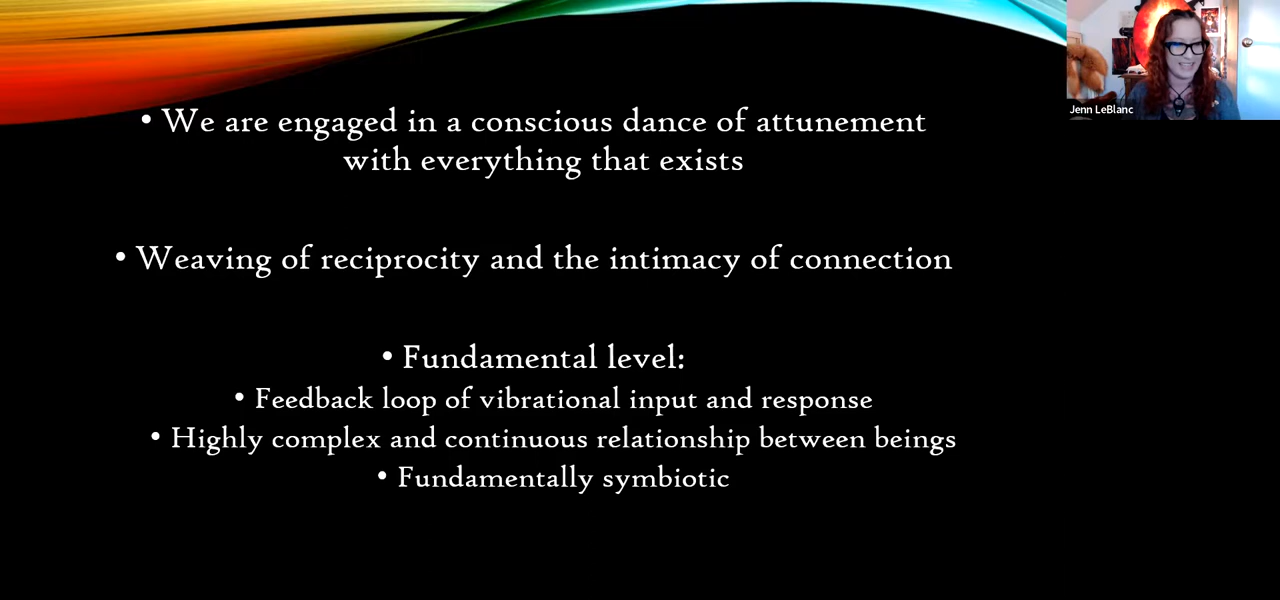 • We are engaged in a conscious dance of attunement
with everything that exists
• Weaving of reciprocity and the intimacy of connection
• Fundamental level:
• Feedback loop of vibrational input and response
• Highly complex and continuous relationship between beings
• Fundamentally symbiotic
Jenn LeBlanc